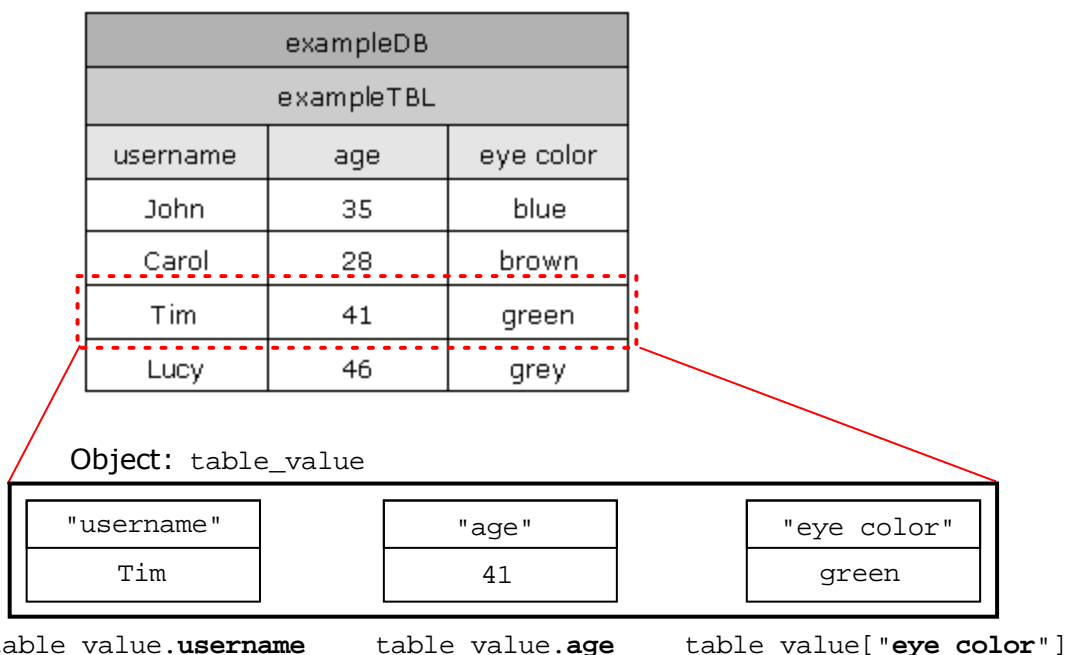 exampleDB
exampleTBL
username age eye color
John 35 blue
Carol 28 brown
Tim 41 green
Lucy 46 grey
Object: table_value
"username" "age" "eye color"
Tim 41 green
table_value.username table_value.age table_value["eye color"]